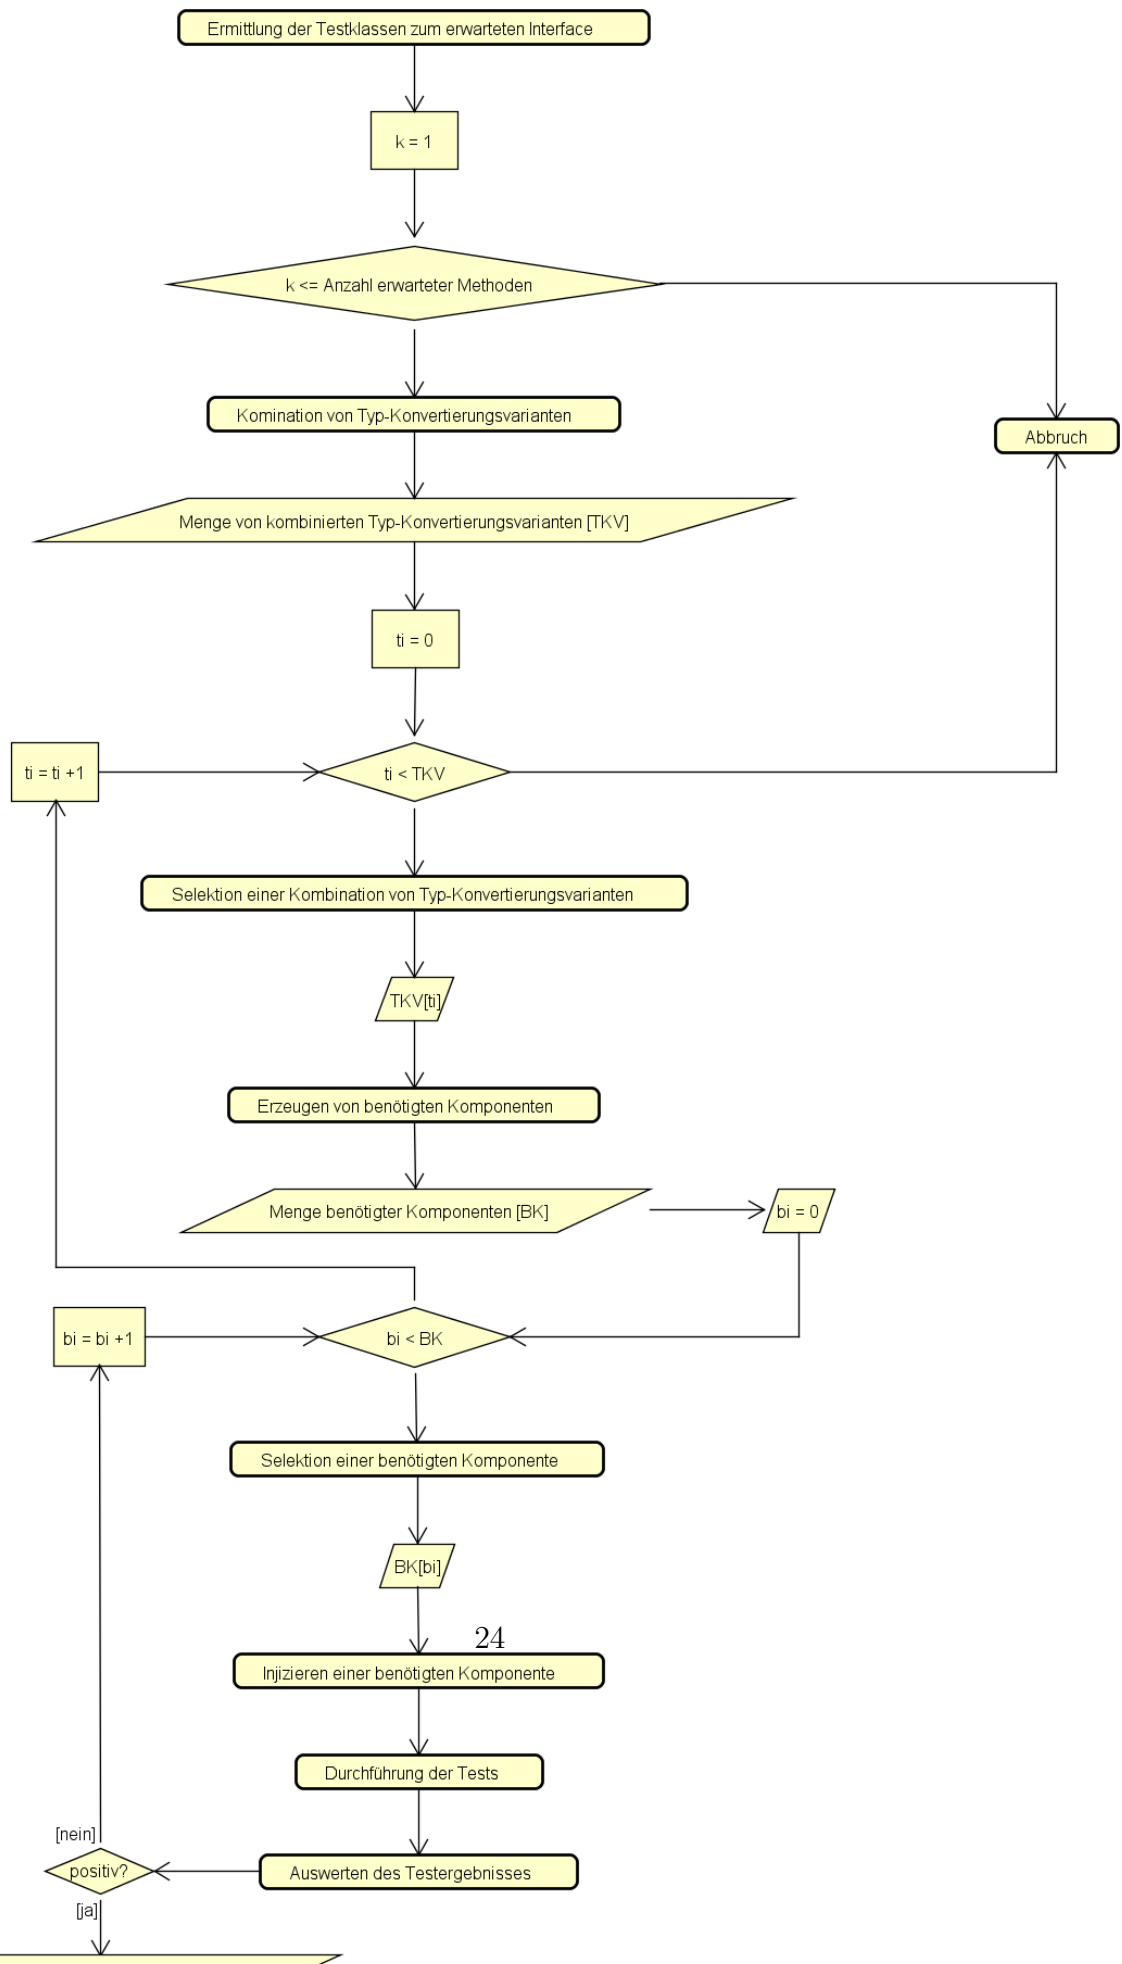 Ermittlung der Testklassen zum erwarteten Interface
k = 1
k <= Anzahl erwarteter Methoden
Komination von Typ-Konvertierungsvarianten
Abbruch
Menge von kombinierten Typ-Konvertierungsvarianten [TKV]
ti = 0
ti = ti +1
ti < TKV
Selektion einer Kombination von Typ-Konvertierungsvarianten
TKV[ti]
Erzeugen von benötigten Komponenten
Menge benötigter Komponenten [BK]
bi = 0
bi = bi +1
bi < BK
Selektion einer benötigten Komponente
BK[bi]
24
Injizieren einer benötigten Komponente
Durchführung der Tests
[nein]
positiv?
Auswerten des Testergebnisses
[ja]